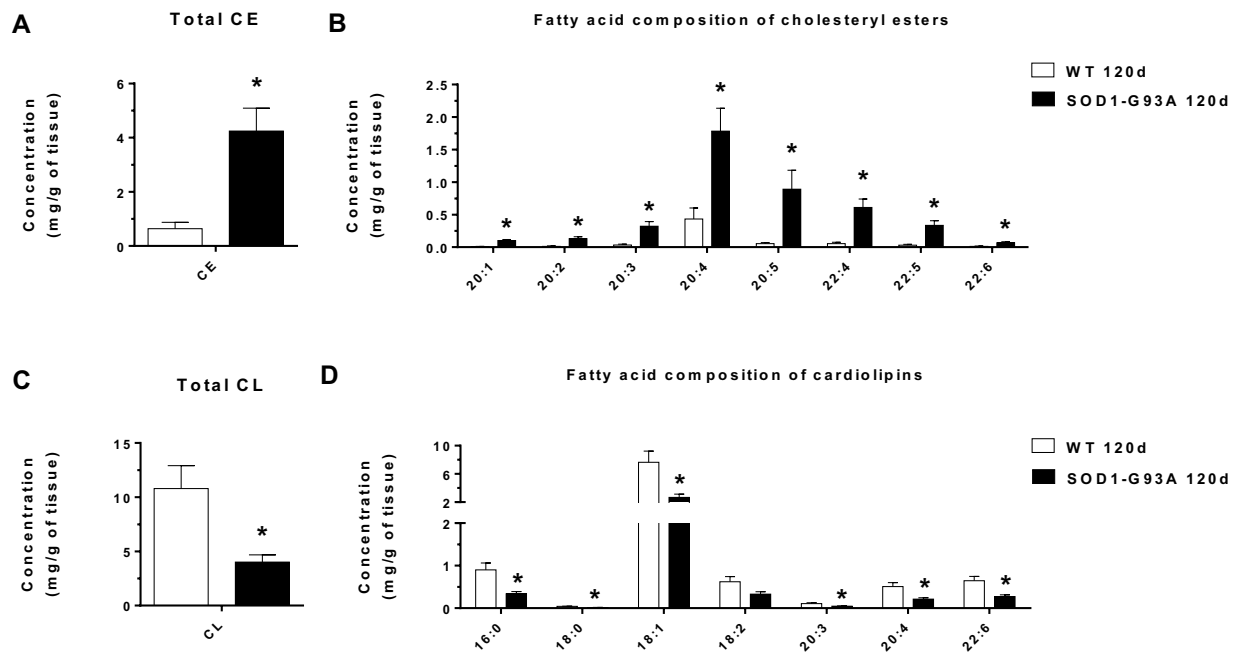 A
Total CE
Concentration
(mg/g of tissue)
6
4
2
0
*
CE
B
Fatty acid composition of cholesteryl esters
2.5
2.0
1.5
1.0
0.5
0.0
* * * * * * * *
20:1 20:2 20:3 20:4 20:5 22:4 22:5 22:6
WT 120d
SOD1-G93A 120d
C
Total CL
Concentration
(mg/g of tissue)
15
10
5
0
*
CL
D
Fatty acid composition of cardiolipins
Concentration
(mg/g of tissue)
10
8
6
4
2
2
1
0
* * * * * *
16:0 18:0 18:1 18:2 20:3 20:4 22:6
WT 120d
SOD1-G93A 120d